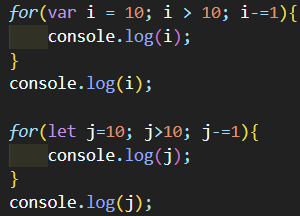 for(var i = 10; i > 10; i-=1){
    console.log(i);
}
console.log(i);

for(let j=10; j>10; j-=1){
    console.log(j);
}
console.log(j);